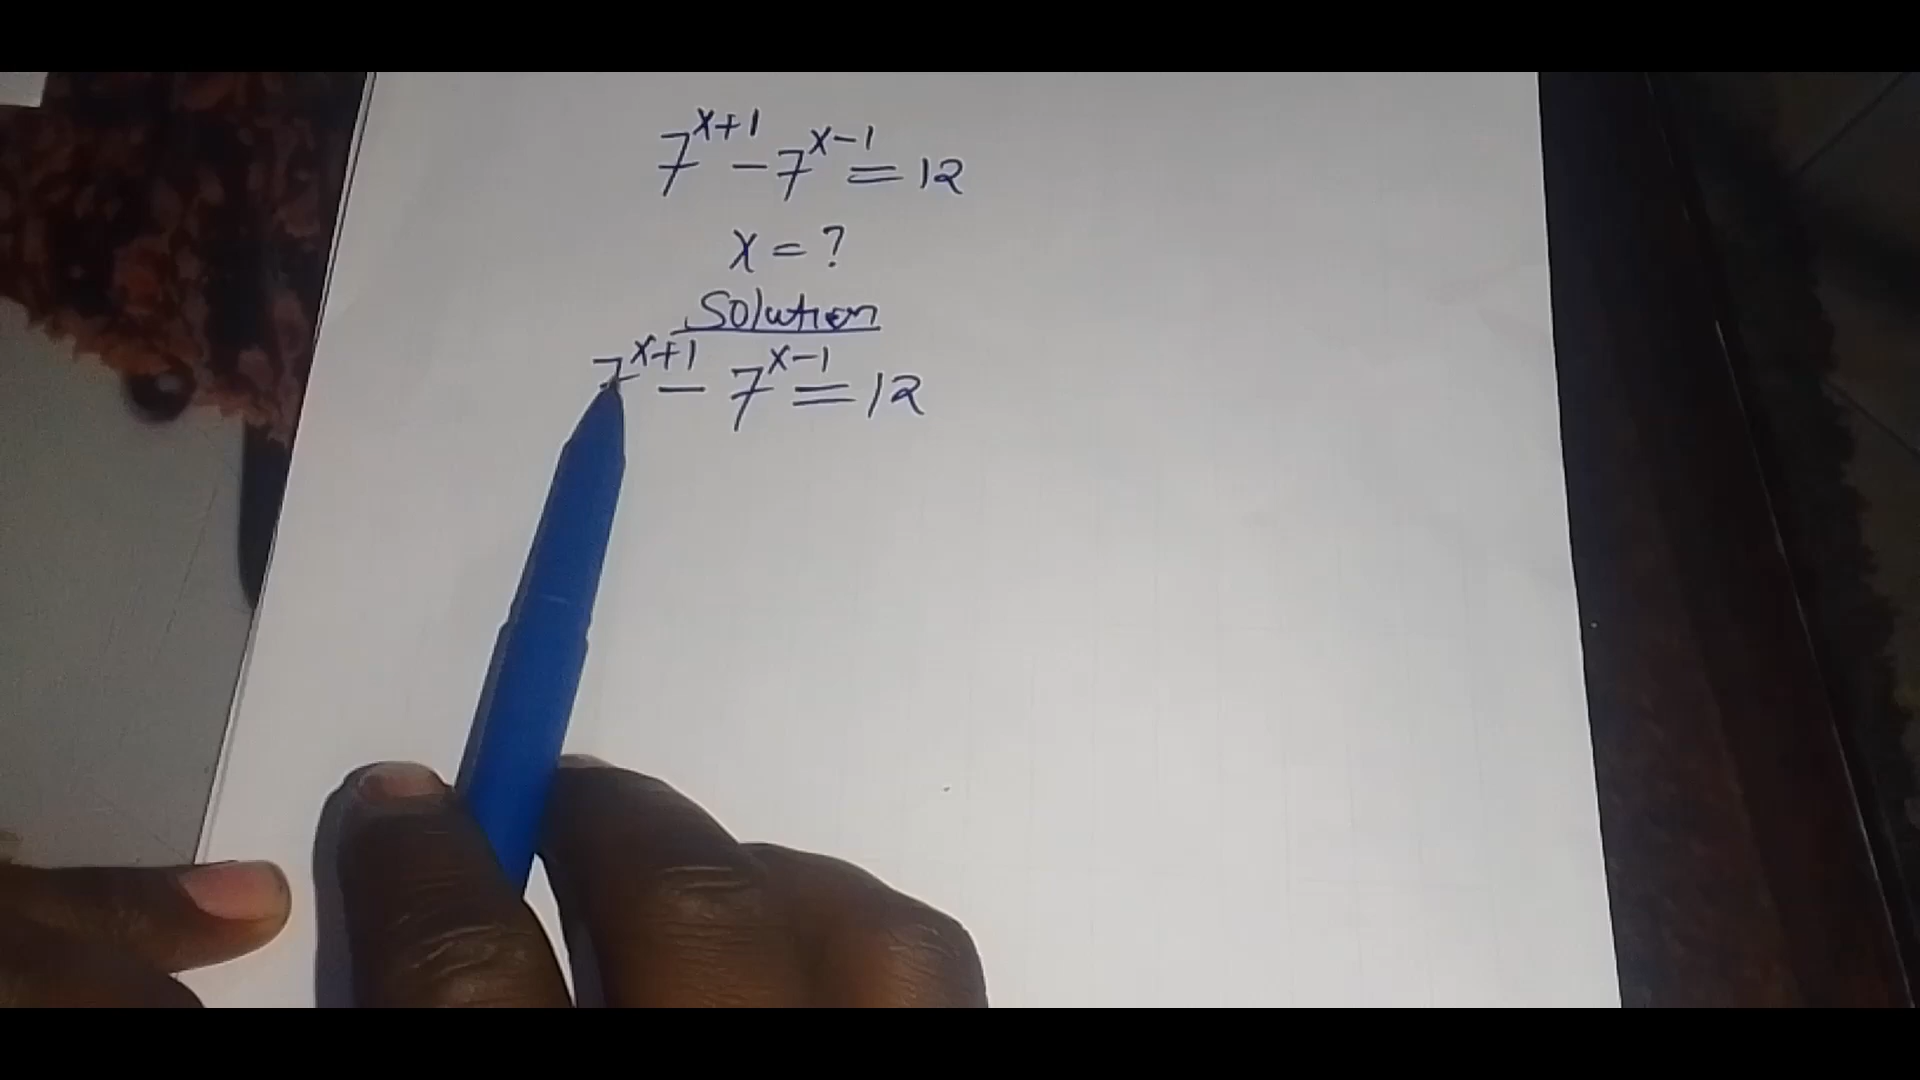 7^{x+1} - 7^{x-1} = 12
x = ?
Solution
7^{x+1} - 7^{x-1} = 12